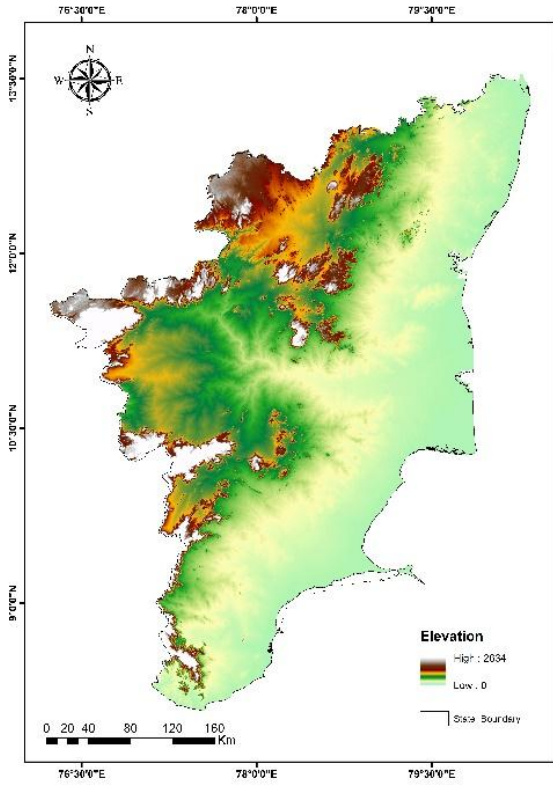 76°30'0"E 78°0'0"E 79°30'0"E
N
W E
S
13°30'0"N
12°0'0"N
10°30'0"N
9°0'0"N
Elevation
High : 2634
Low : 0
State Boundary
0 20 40 80 120 160
Km
76°30'0"E 78°0'0"E 79°30'0"E